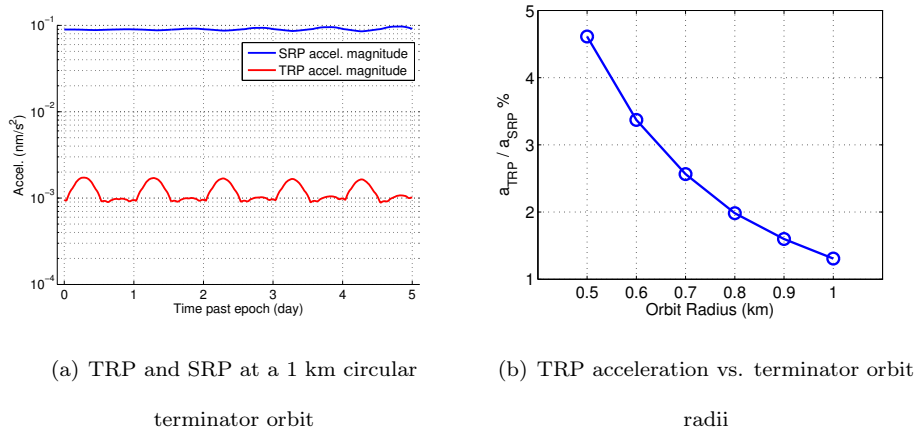 10⁻¹
10⁻²
10⁻³
10⁻⁴
Accel. (nm/s²)
SRP accel. magnitude
TRP accel. magnitude
0 1 2 3 4 5
Time past epoch (day)
5
4
3
2
1
a_TRP / a_SRP %
0.5 0.6 0.7 0.8 0.9 1
Orbit Radius (km)
(a) TRP and SRP at a 1 km circular
terminator orbit
(b) TRP acceleration vs. terminator orbit
radii